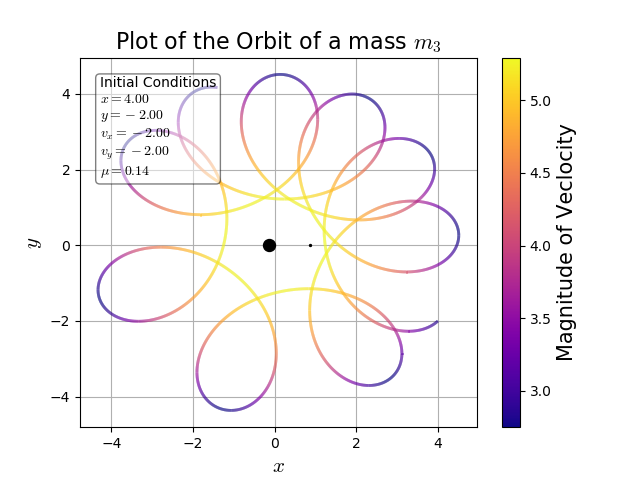 Plot of the Orbit of a mass m₃
Initial Conditions
x = 4.00
y = −2.00
vₓ = −2.00
v_y = −2.00
μ = 0.14
4
2
0
−2
−4
y
−4
−2
0
2
4
x
5.0
4.5
4.0
3.5
3.0
Magnitude of Veclocity